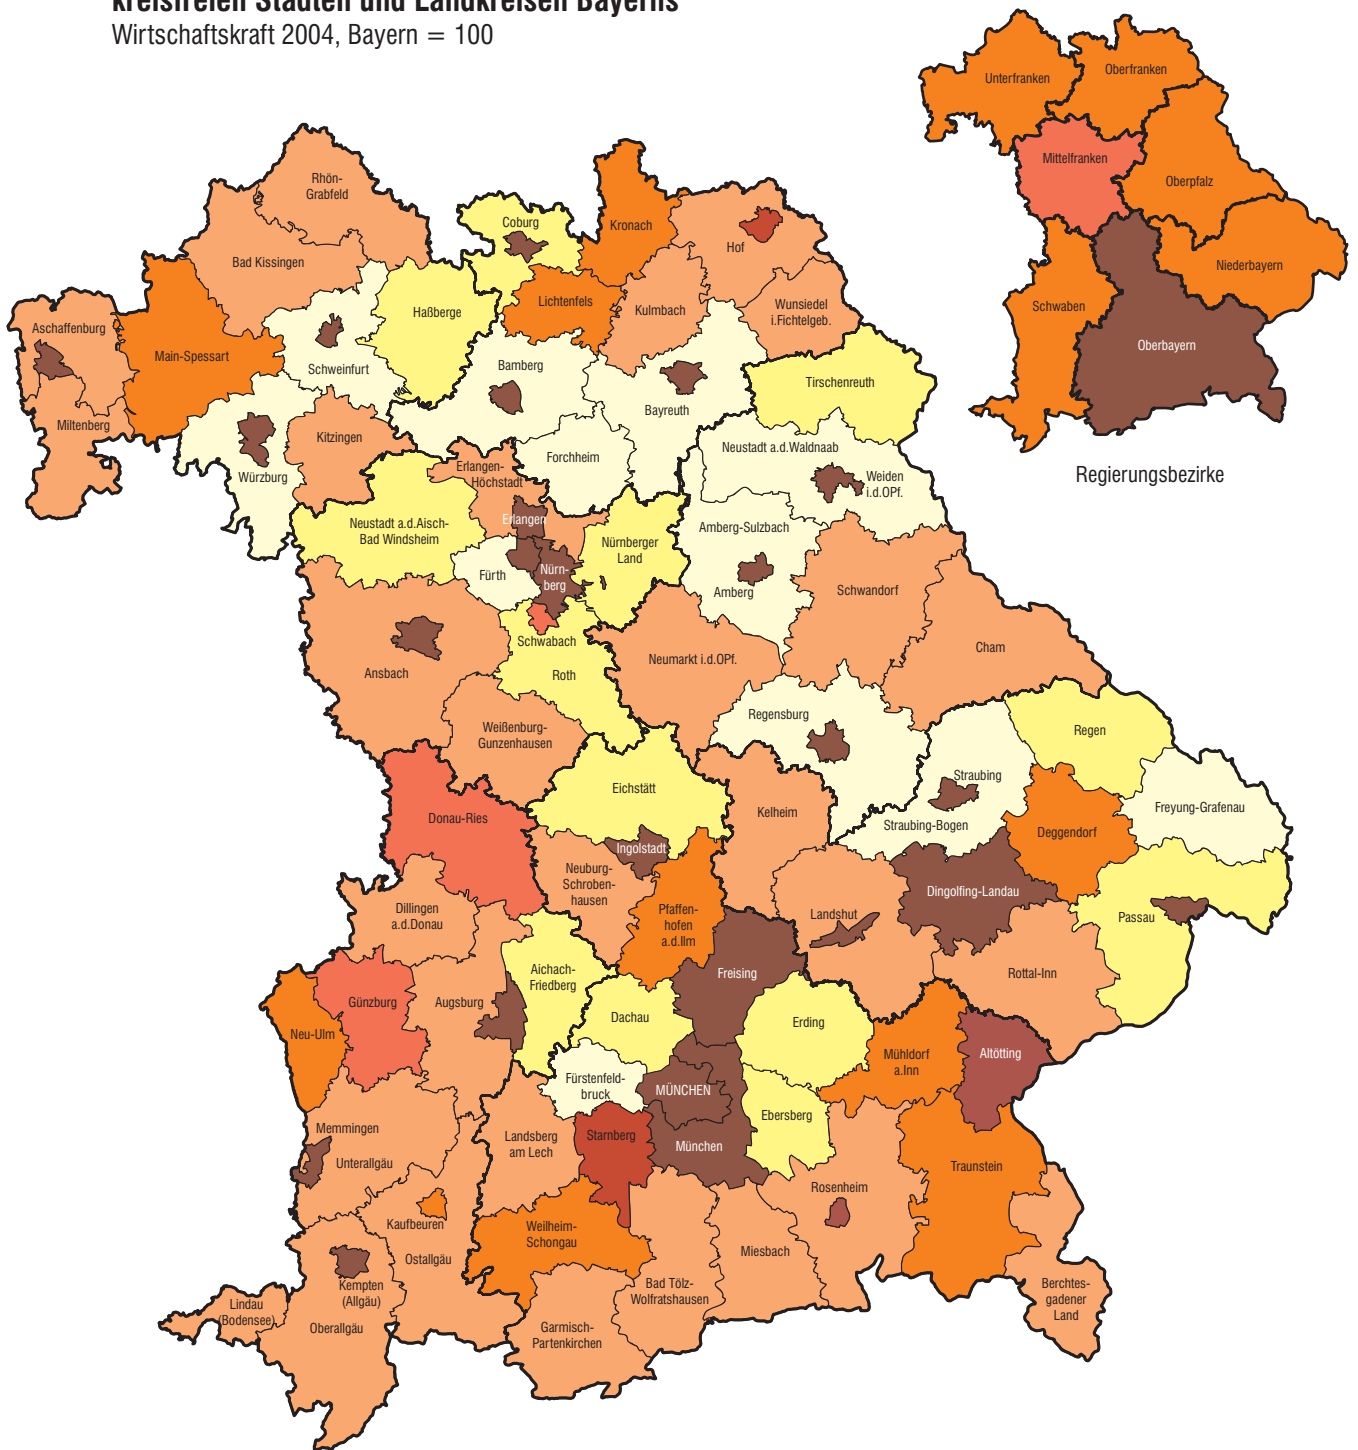 kreisfreien Städten und Landkreisen Bayerns
Wirtschaftskraft 2004, Bayern = 100
Unterfranken
Oberfranken
Mittelfranken
Oberpfalz
Niederbayern
Schwaben
Oberbayern
Regierungsbezirke
Rhön-
Grabfeld
Coburg
Kronach
Hof
Bad Kissingen
Lichtenfels
Haßberge
Kulmbach
Wunsiedel
i.Fichtelgeb.
Aschaffenburg
Main-Spessart
Schweinfurt
Bamberg
Tirschenreuth
Bayreuth
Miltenberg
Kitzingen
Würzburg
Forchheim
Neustadt a.d.Waldnaab
Weiden
i.d.OPf.
Erlangen-
Höchstadt
Erlangen
Neustadt a.d.Aisch-
Bad Windsheim
Nürnberger
Land
Amberg-Sulzbach
Fürth
Nürn-
berg
Amberg
Schwandorf
Schwabach
Ansbach
Roth
Neumarkt i.d.OPf.
Cham
Weißenburg-
Gunzenhausen
Regensburg
Regen
Eichstätt
Straubing
Donau-Ries
Kelheim
Straubing-Bogen
Freyung-Grafenau
Deggendorf
Ingolstadt
Neuburg-
Schroben-
hausen
Dingolfing-Landau
Dillingen
a.d.Donau
Pfaffen-
hofen
a.d.Ilm
Landshut
Passau
Aichach-
Friedberg
Freising
Rottal-Inn
Günzburg
Augsburg
Neu-Ulm
Dachau
Erding
Mühldorf
a.Inn
Altötting
Fürstenfeld-
bruck
MÜNCHEN
Ebersberg
Memmingen
Unterallgäu
Landsberg
am Lech
Starnberg
München
Traunstein
Rosenheim
Kaufbeuren
Weilheim-
Schongau
Ostallgäu
Miesbach
Kempten
(Allgäu)
Bad Tölz-
Wolfratshausen
Berchtes-
gadener
Land
Lindau
(Bodensee)
Oberallgäu
Garmisch-
Partenkirchen